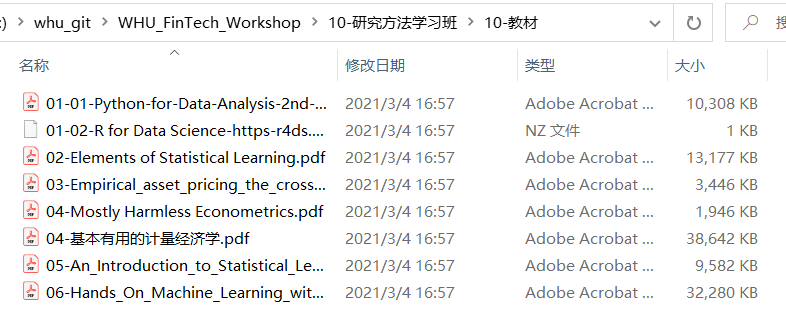 :) whu_git WHU_FinTech_Workshop 10-研究方法学习班 10-教材
名称 修改日期 类型 大小
01-01-Python-for-Data-Analysis-2nd-... 2021/3/4 16:57 Adobe Acrobat ... 10,308 KB
01-02-R for Data Science-https-r4ds.... 2021/3/4 16:57 NZ 文件 1 KB
02-Elements of Statistical Learning.pdf 2021/3/4 16:57 Adobe Acrobat ... 13,177 KB
03-Empirical_asset_pricing_the_cross... 2021/3/4 16:57 Adobe Acrobat ... 3,446 KB
04-Mostly Harmless Econometrics.pdf 2021/3/4 16:57 Adobe Acrobat ... 1,946 KB
04-基本有用的计量经济学.pdf 2021/3/4 16:57 Adobe Acrobat ... 38,642 KB
05-An_Introduction_to_Statistical_Le... 2021/3/4 16:57 Adobe Acrobat ... 9,582 KB
06-Hands_On_Machine_Learning_wit... 2021/3/4 16:57 Adobe Acrobat ... 32,280 KB